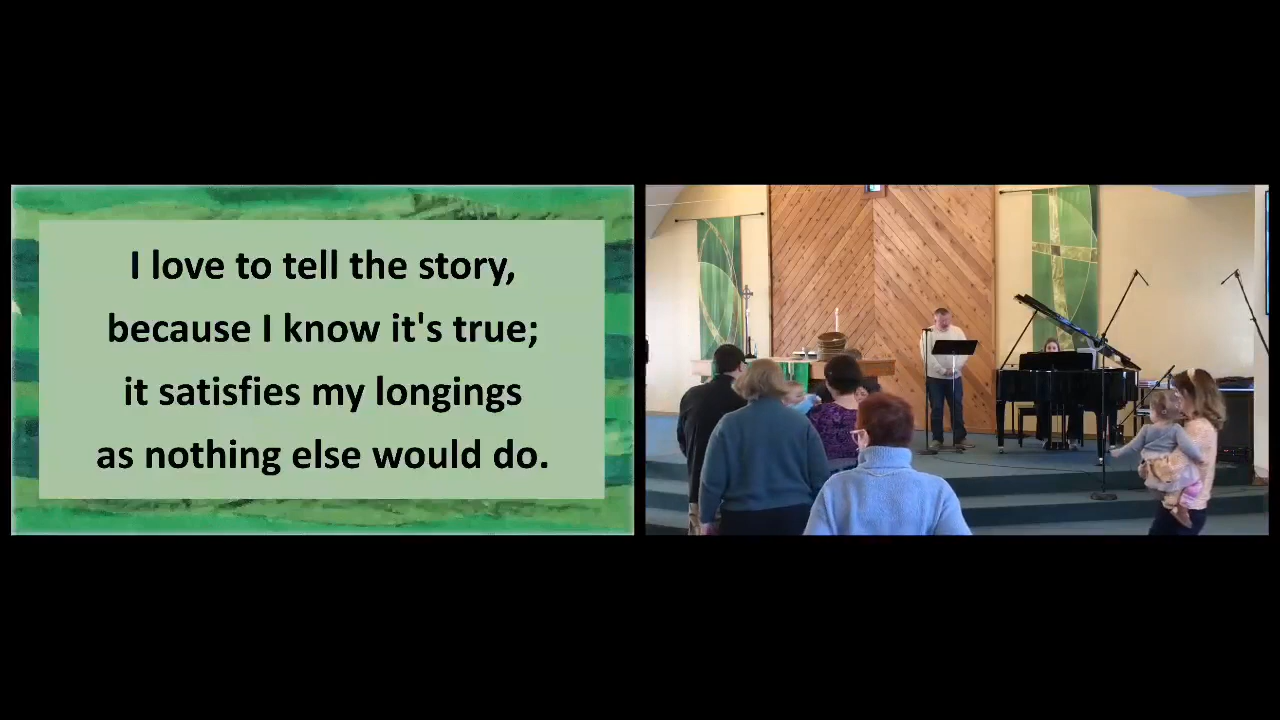 I love to tell the story,
because I know it's true;
it satisfies my longings
as nothing else would do.